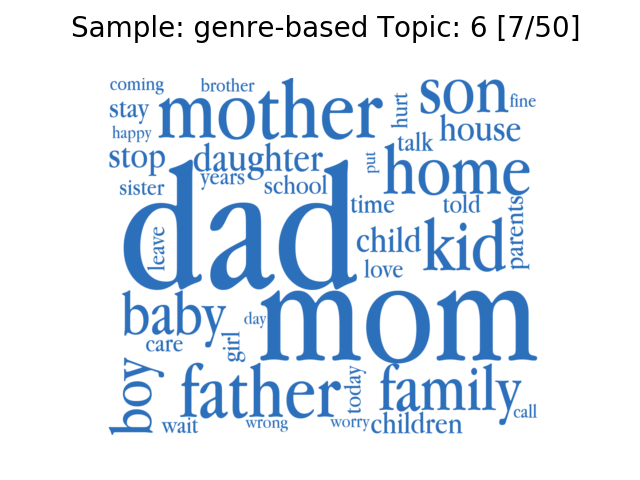 Sample: genre-based Topic: 6 [7/50]
coming
brother
stay
mother
hurt
son
fine
happy
talk
house
stop
daughter
put
home
sister
years
school
time
told
parents
dad
leave
child
kid
love
baby
day
mom
care
girl
boy
father
today
family
call
wait
wrong
worry
children